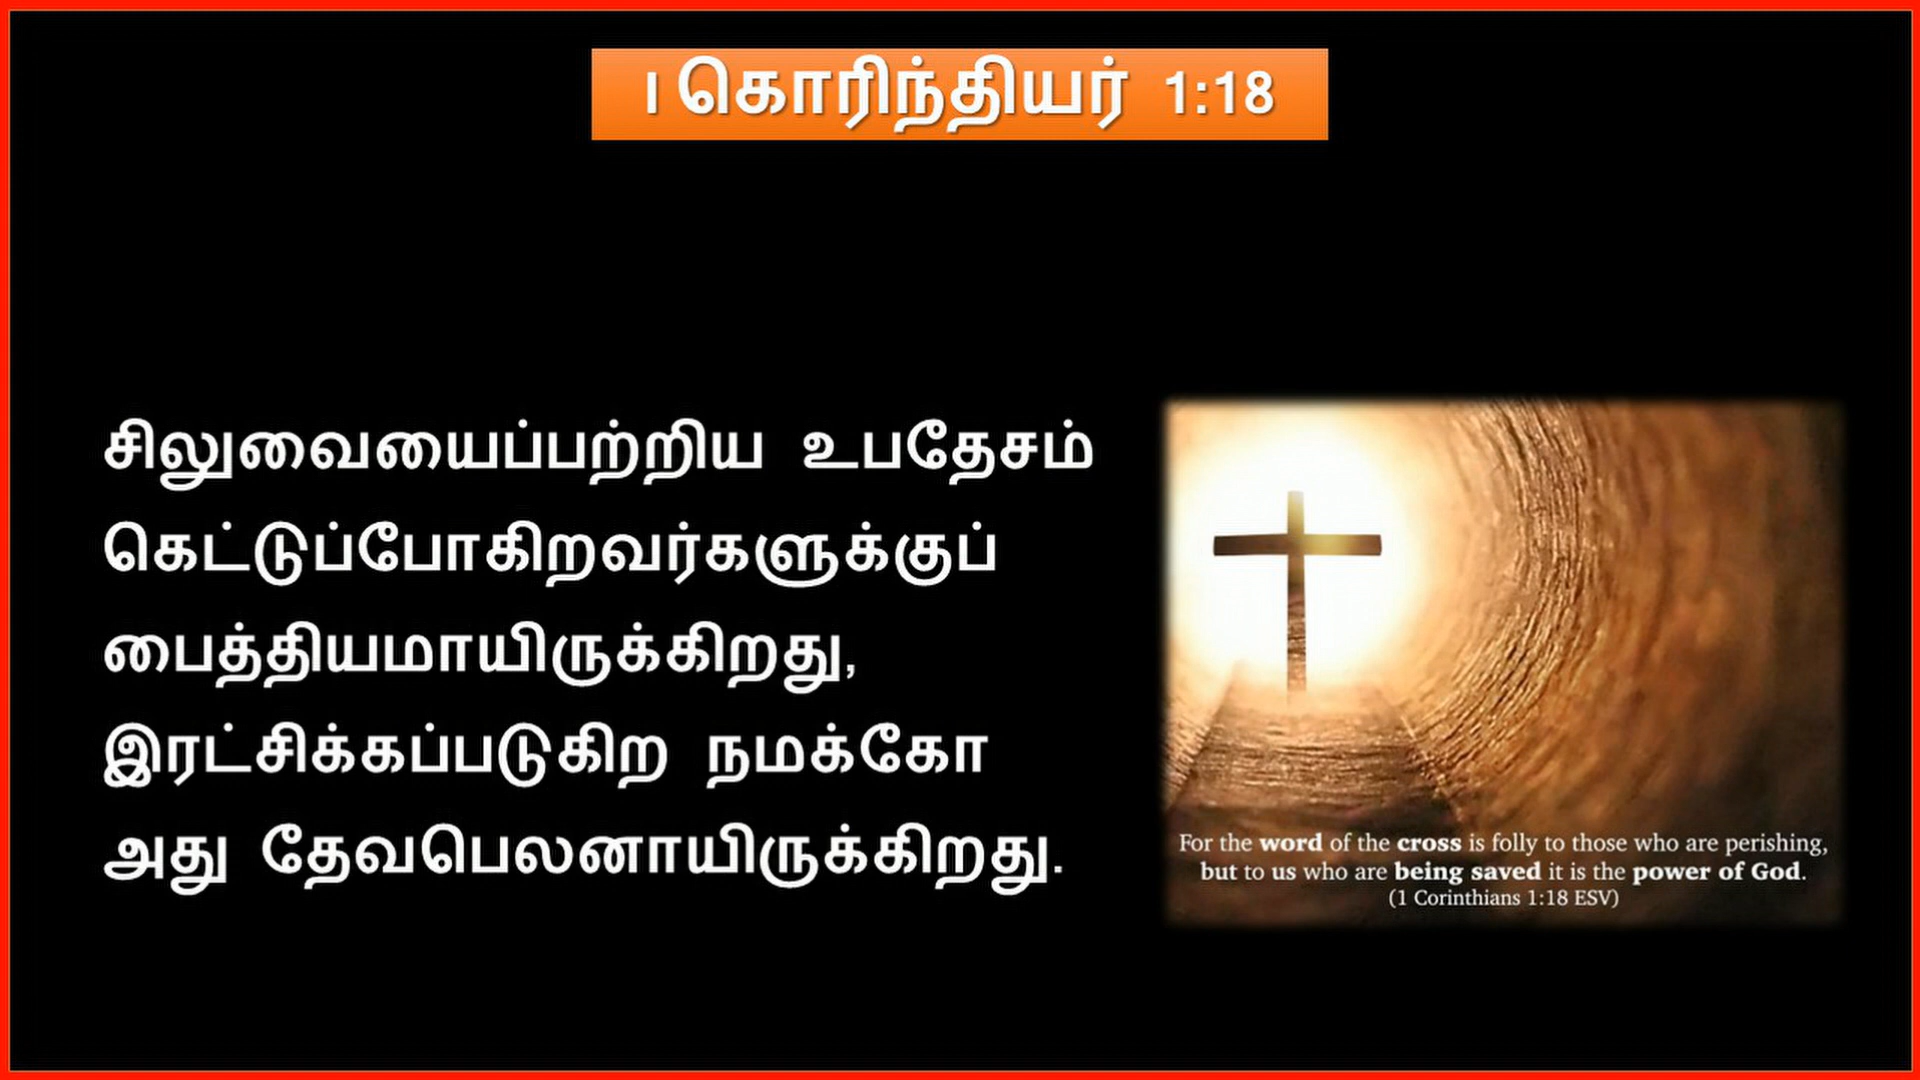 I கொரிந்தியர் 1:18
சிலுவையைப்பற்றிய உபதேசம்
கெட்டுப்போகிறவர்களுக்குப்
பைத்தியமாயிருக்கிறது,
இரட்சிக்கப்படுகிற நமக்கோ
அது தேவபெலனாயிருக்கிறது.
For the word of the cross is folly to those who are perishing,
but to us who are being saved it is the power of God.
(1 Corinthians 1:18 ESV)